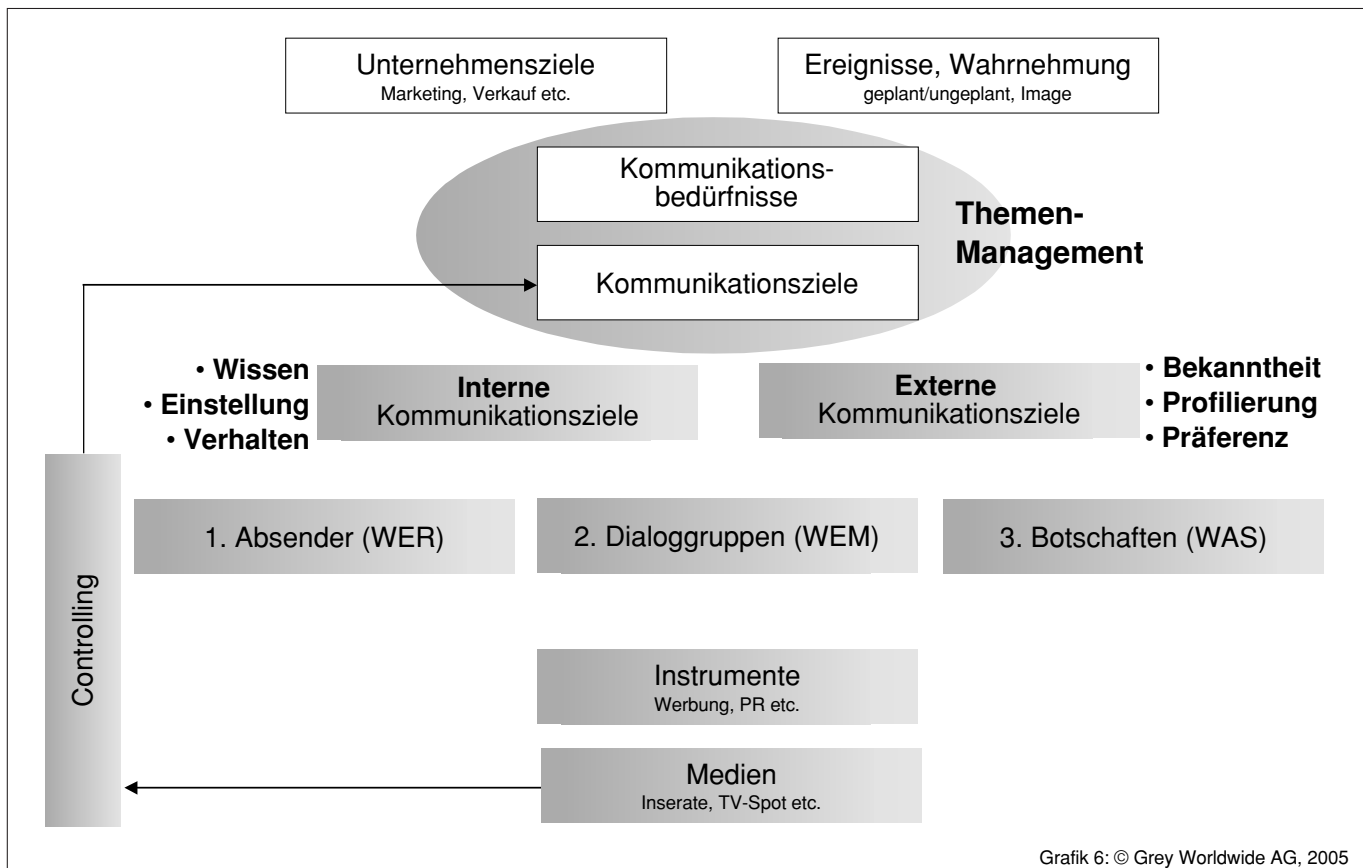 Unternehmensziele
Marketing, Verkauf etc.
Ereignisse, Wahrnehmung
geplant/ungeplant, Image
Kommunikations-
bedürfnisse
Themen-
Management
Kommunikationsziele
• Wissen
• Einstellung
• Verhalten
Interne
Kommunikationsziele
Externe
Kommunikationsziele
• Bekanntheit
• Profilierung
• Präferenz
Controlling
1. Absender (WER)
2. Dialoggruppen (WEM)
3. Botschaften (WAS)
Instrumente
Werbung, PR etc.
Medien
Inserate, TV-Spot etc.
Grafik 6: © Grey Worldwide AG, 2005